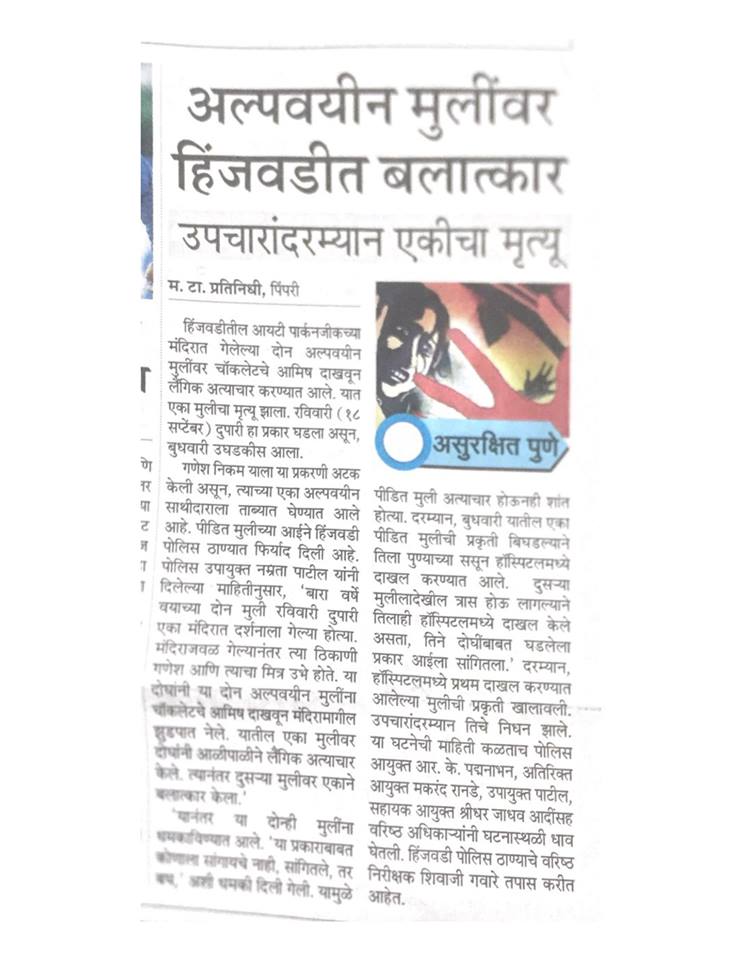 अल्पवयीन मुलींवर
हिंजवडीत बलात्कार
उपचारांदरम्यान एकीचा मृत्यू
म. टा. प्रतिनिधी, पिंपरी
हिंजवडीतील आयटी पार्कनजीकच्या
मंदिरात गेलेल्या दोन अल्पवयीन
मुलींवर चॉकलेटचे आमिष दाखवून
लैंगिक अत्याचार करण्यात आले. यात
एका मुलीचा मृत्यू झाला. रविवारी (१८
सप्टेंबर) दुपारी हा प्रकार घडला असून,
बुधवारी उघडकीस आला.
गणेश निकम याला या प्रकरणी अटक
केली असून, त्याच्या एका अल्पवयीन
साथीदाराला ताब्यात घेण्यात आले
आहे. पीडित मुलीच्या आईने हिंजवडी
पोलिस ठाण्यात फिर्याद दिली आहे.
पोलिस उपायुक्त नम्रता पाटील यांनी
दिलेल्या माहितीनुसार, ‘बारा वर्षे
वयाच्या दोन मुली रविवारी दुपारी
एका मंदिरात दर्शनाला गेल्या होत्या.
मंदिराजवळ गेल्यानंतर त्या ठिकाणी
गणेश आणि त्याचा मित्र उभे होते. या
दोघांनी या दोन अल्पवयीन मुलींना
चॉकलेटचे आमिष दाखवून मंदिरामागील
झुडपात नेले. यातील एका मुलीवर
दोघांनी आळीपाळीने लैंगिक अत्याचार
केले. त्यानंतर दुसऱ्या मुलीवर एकाने
बलात्कार केला.’
‘यानंतर या दोन्ही मुलींना
धमकाविण्यात आले. ‘या प्रकाराबाबत
कोणाला सांगायचे नाही, सांगितले, तर
बघ,’ अशी धमकी दिली गेली. यामुळे
असुरक्षित पुणे
पीडित मुली अत्याचार होऊनही शांत
होत्या. दरम्यान, बुधवारी यातील एका
पीडित मुलीची प्रकृती बिघडल्याने
तिला पुण्याच्या ससून हॉस्पिटलमध्ये
दाखल करण्यात आले. दुसऱ्या
मुलीलादेखील त्रास होऊ लागल्याने
तिलाही हॉस्पिटलमध्ये दाखल केले
असता, तिने दोघींबाबत घडलेला
प्रकार आईला सांगितला.’ दरम्यान,
हॉस्पिटलमध्ये प्रथम दाखल करण्यात
आलेल्या मुलीची प्रकृती खालावली.
उपचारांदरम्यान तिचे निधन झाले.
या घटनेची माहिती कळताच पोलिस
आयुक्त आर. के. पद्मनाभन, अतिरिक्त
आयुक्त मकरंद रानडे, उपायुक्त पाटील,
सहायक आयुक्त श्रीधर जाधव आदींसह
वरिष्ठ अधिकाऱ्यांनी घटनास्थळी धाव
घेतली. हिंजवडी पोलिस ठाण्याचे वरिष्ठ
निरीक्षक शिवाजी गवारे तपास करीत
आहेत.